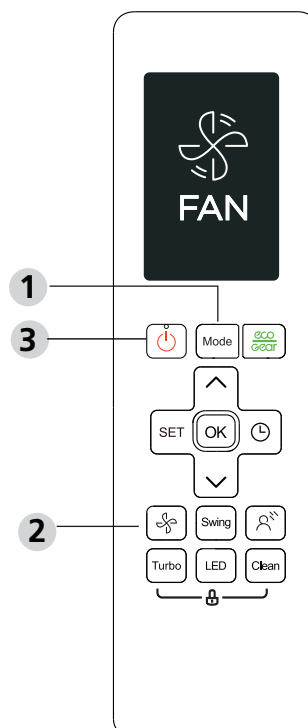 FAN
1
3
Mode
eco
Gear
SET
OK
2
Swing
Turbo
LED
Clean